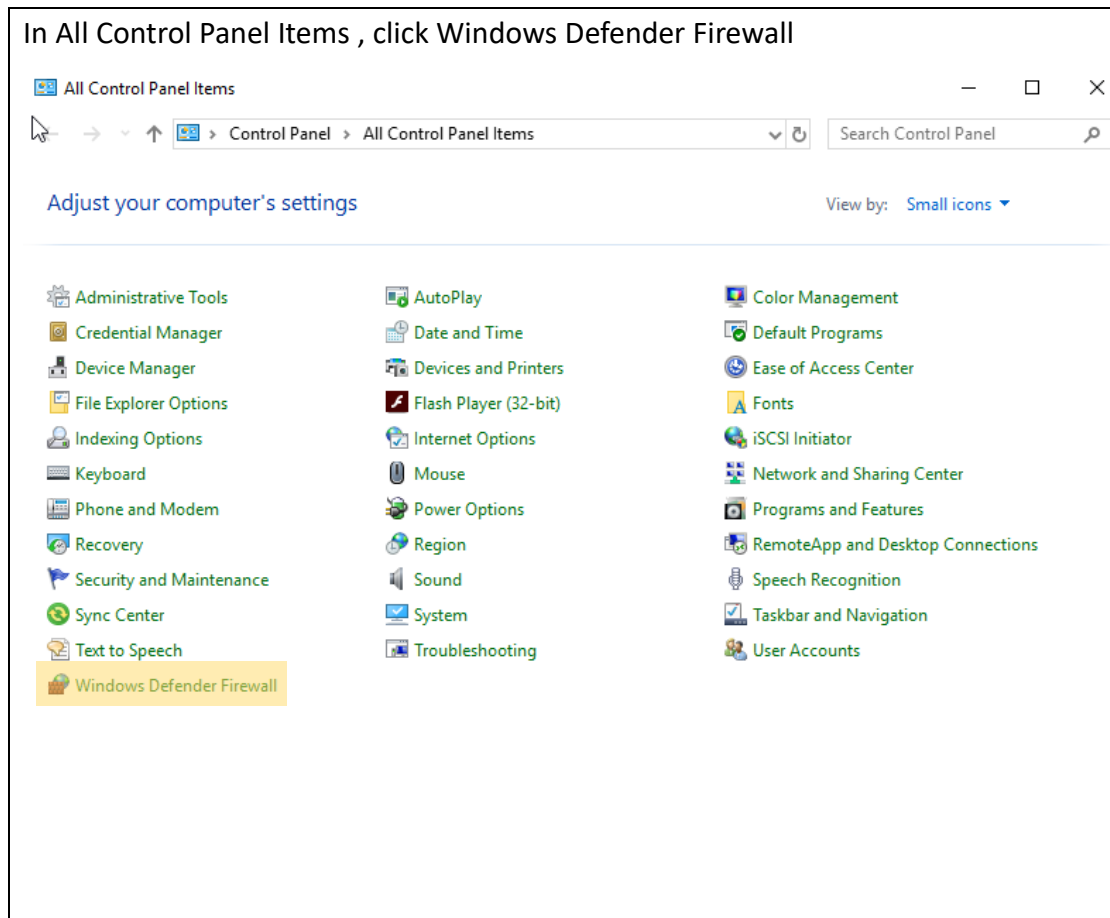 In All Control Panel Items , click Windows Defender Firewall
All Control Panel Items
Control Panel > All Control Panel Items
Search Control Panel
Adjust your computer's settings
View by: Small icons
Administrative Tools
AutoPlay
Color Management
Credential Manager
Date and Time
Default Programs
Device Manager
Devices and Printers
Ease of Access Center
File Explorer Options
Flash Player (32-bit)
Fonts
Indexing Options
Internet Options
iSCSI Initiator
Keyboard
Mouse
Network and Sharing Center
Phone and Modem
Power Options
Programs and Features
Recovery
Region
RemoteApp and Desktop Connections
Security and Maintenance
Sound
Speech Recognition
Sync Center
System
Taskbar and Navigation
Text to Speech
Troubleshooting
User Accounts
Windows Defender Firewall